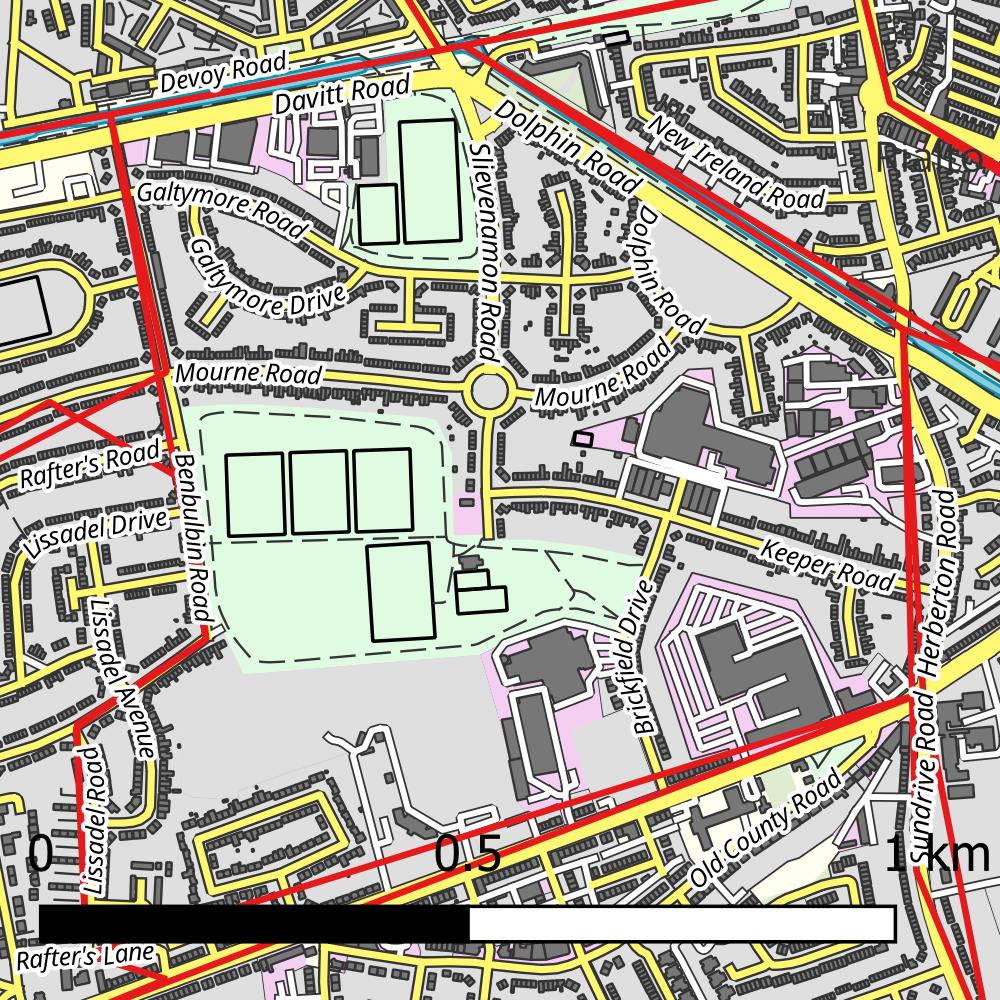 Devoy Road
Davitt Road
Dolphin Road
New Ireland Road
Slievenamon Road
Galtymore Road
Galtymore Drive
Dolphin Road
Mourne Road
Mourne Road
Rafter's Road
Benbulbin Road
Lissadel Drive
Keeper Road
Herberton Road
Lissadel Avenue
Brickfield Drive
Lissadel Road
Sundrive Road
Old County Road
0
0.5
1 km
Rafter's Lane